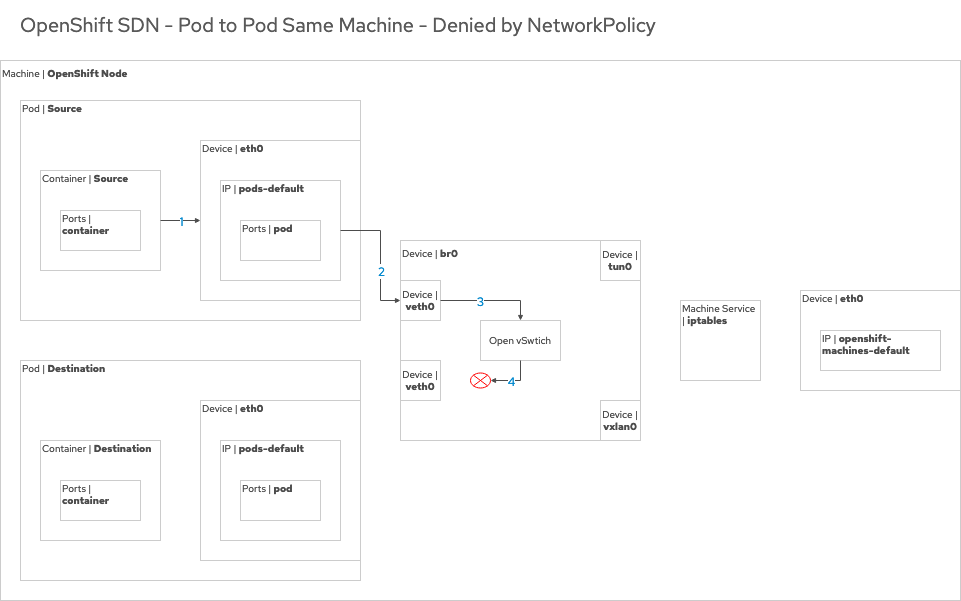 OpenShift SDN - Pod to Pod Same Machine - Denied by NetworkPolicy
Machine | OpenShift Node
Pod | Source
Container | Source
Ports |
container
1
Device | eth0
IP | pods-default
Ports | pod
2
Device | br0
Device |
tun0
Device |
veth0
3
Open vSwtich
4
Device |
veth0
Device |
vxlan0
Machine Service
| iptables
Device | eth0
IP | openshift-
machines-default
Pod | Destination
Container | Destination
Ports |
container
Device | eth0
IP | pods-default
Ports | pod